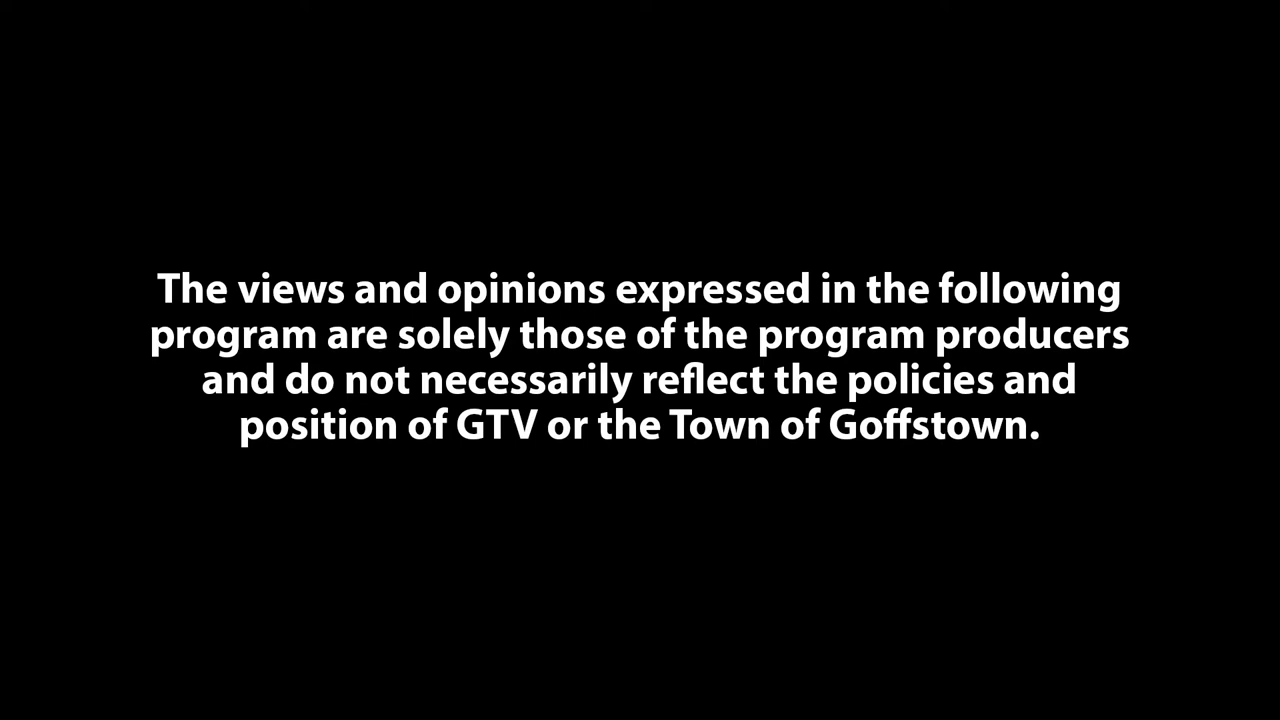 The views and opinions expressed in the following
program are solely those of the program producers
and do not necessarily reflect the policies and
position of GTV or the Town of Goffstown.